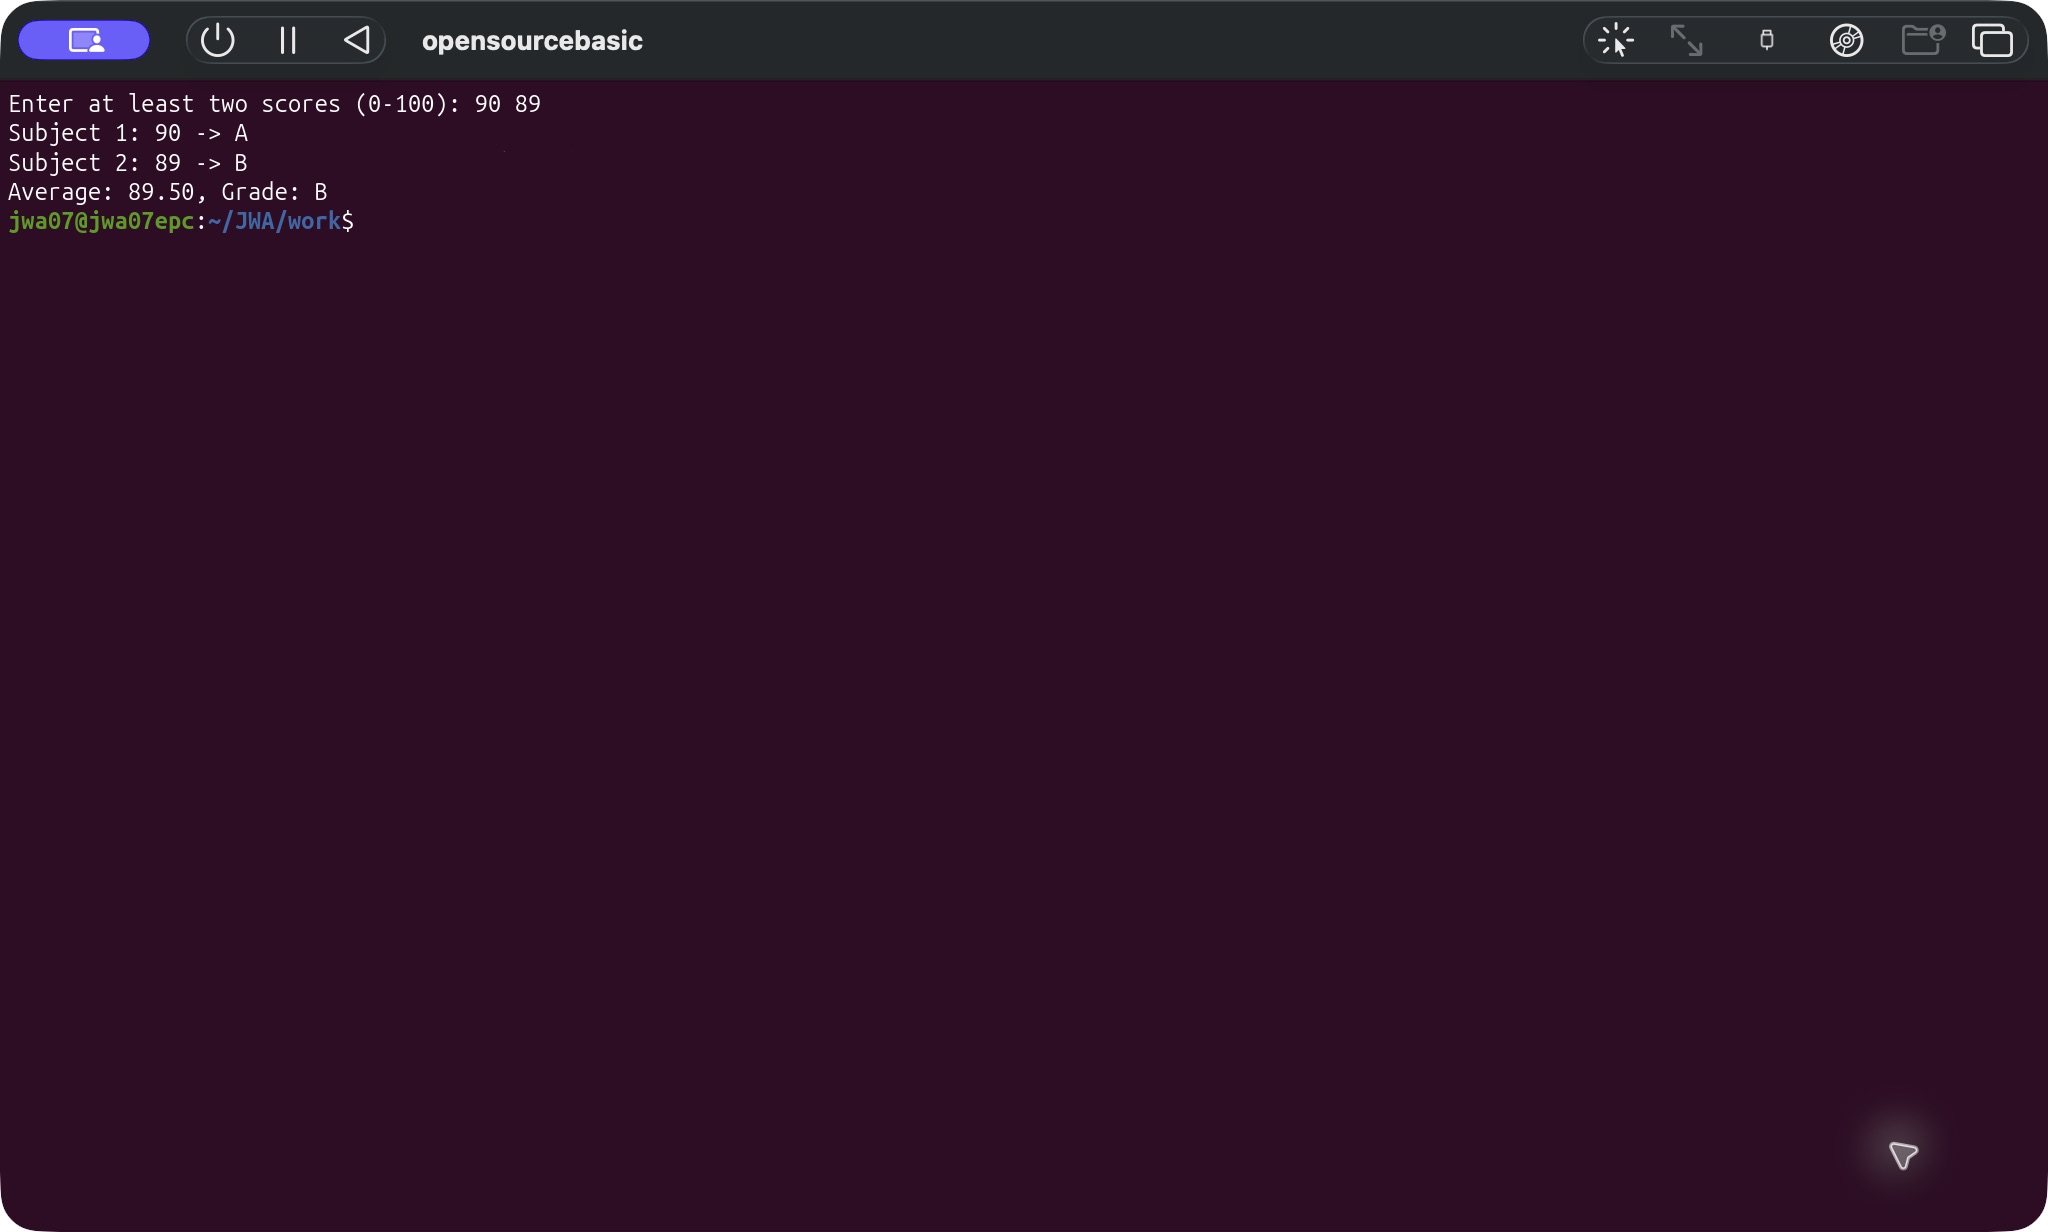 opensourcebasic
Enter at least two scores (0-100): 90 89
Subject 1: 90 -> A
Subject 2: 89 -> B
Average: 89.50, Grade: B
jwa07@jwa07epc:~/JWA/work$